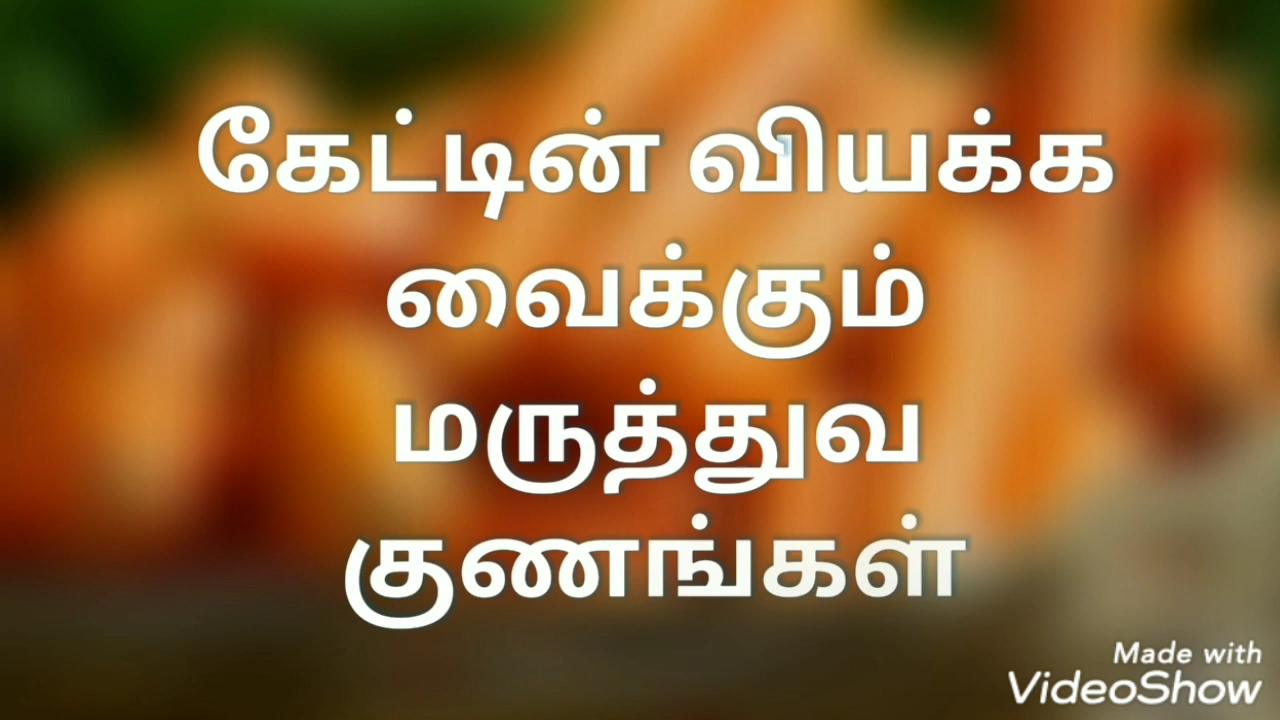 கேட்டின் வியக்க
வைக்கும்
மருத்துவ
குணங்கள்
Made with
VideoShow